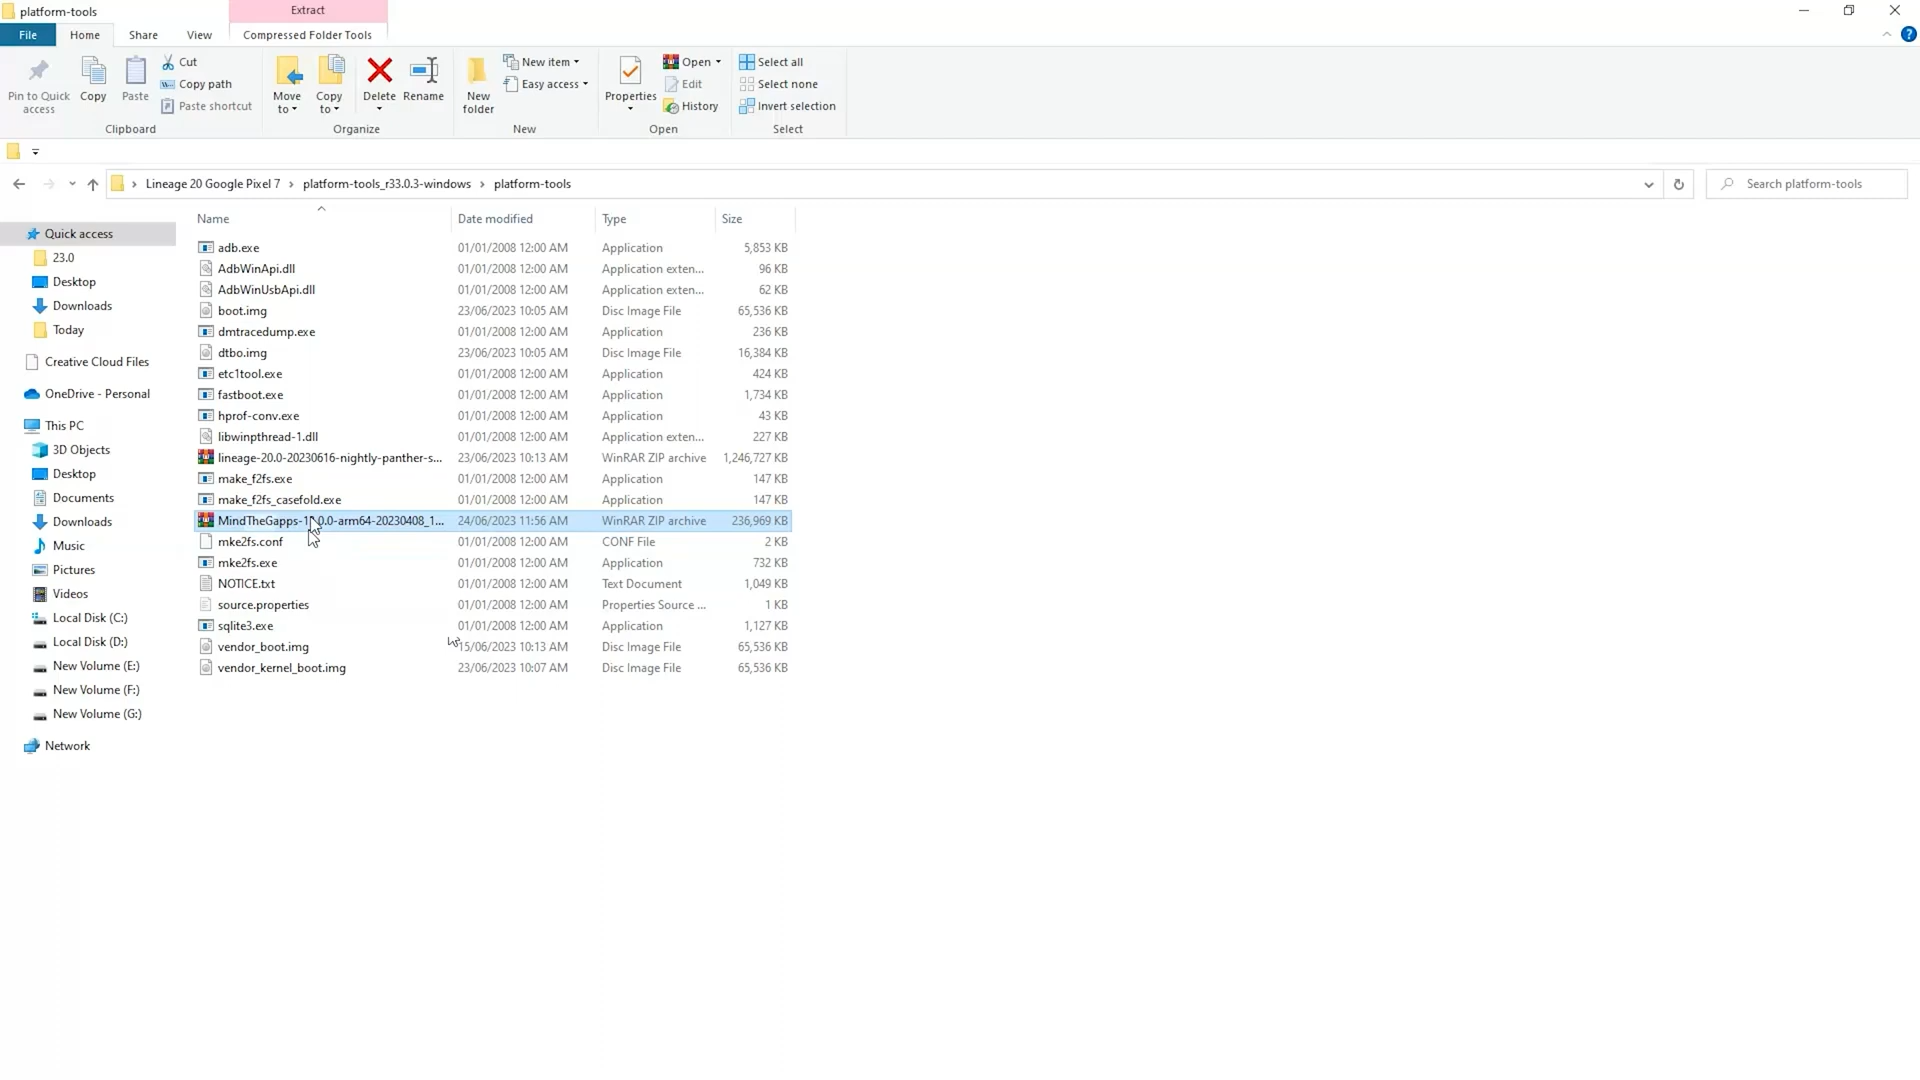 platform-tools
Extract
File
Home
Share
View
Compressed Folder Tools
Pin to Quick access
Copy
Paste
Cut
Copy path
Paste shortcut
Clipboard
Move to
Copy to
Delete
Rename
Organize
New folder
New item
Easy access
New
Properties
Open
Edit
History
Open
Select all
Select none
Invert selection
Select
Lineage 20 Google Pixel 7 › platform-tools_r33.0.3-windows › platform-tools
Search platform-tools
Quick access
23.0
Desktop
Downloads
Today
Creative Cloud Files
OneDrive - Personal
This PC
3D Objects
Desktop
Documents
Downloads
Music
Pictures
Videos
Local Disk (C:)
Local Disk (D:)
New Volume (E:)
New Volume (F:)
New Volume (G:)
Network
Name Date modified Type Size
adb.exe 01/01/2008 12:00 AM Application 5,853 KB
AdbWinApi.dll 01/01/2008 12:00 AM Application exten... 96 KB
AdbWinUsbApi.dll 01/01/2008 12:00 AM Application exten... 62 KB
boot.img 23/06/2023 10:05 AM Disc Image File 65,536 KB
dmtracedump.exe 01/01/2008 12:00 AM Application 236 KB
dtbo.img 23/06/2023 10:05 AM Disc Image File 16,384 KB
etc1tool.exe 01/01/2008 12:00 AM Application 424 KB
fastboot.exe 01/01/2008 12:00 AM Application 1,734 KB
hprof-conv.exe 01/01/2008 12:00 AM Application 43 KB
libwinpthread-1.dll 01/01/2008 12:00 AM Application exten... 227 KB
lineage-20.0-20230616-nightly-panther-s... 23/06/2023 10:13 AM WinRAR ZIP archive 1,246,727 KB
make_f2fs.exe 01/01/2008 12:00 AM Application 147 KB
make_f2fs_casefold.exe 01/01/2008 12:00 AM Application 147 KB
24/06/2023 11:56 AM WinRAR ZIP archive 236,969 KB
mke2fs.conf 01/01/2008 12:00 AM CONF File 2 KB
mke2fs.exe 01/01/2008 12:00 AM Application 732 KB
NOTICE.txt 01/01/2008 12:00 AM Text Document 1,049 KB
source.properties 01/01/2008 12:00 AM Properties Source ... 1 KB
sqlite3.exe 01/01/2008 12:00 AM Application 1,127 KB
vendor_boot.img 15/06/2023 10:13 AM Disc Image File 65,536 KB
vendor_kernel_boot.img 23/06/2023 10:07 AM Disc Image File 65,536 KB